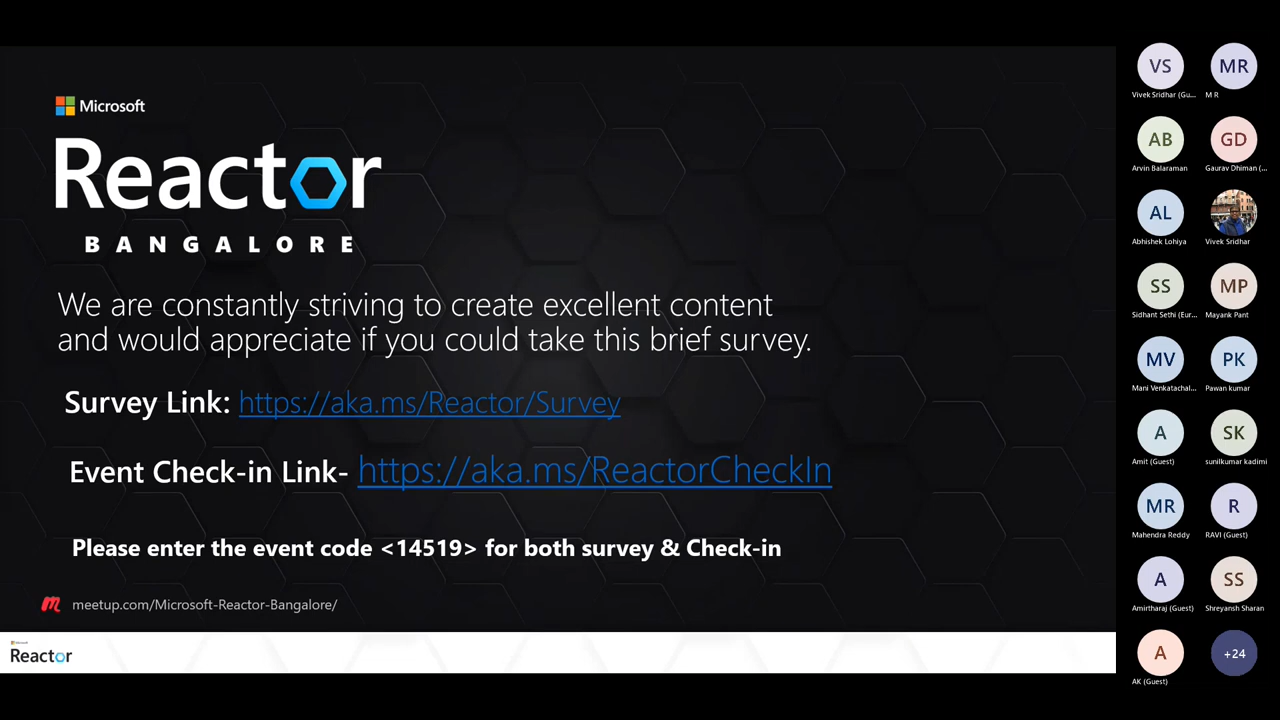 Microsoft
Reactor
BANGALORE
We are constantly striving to create excellent content
and would appreciate if you could take this brief survey.
Survey Link: https://aka.ms/Reactor/Survey
Event Check-in Link- https://aka.ms/ReactorCheckIn
Please enter the event code <14519> for both survey & Check-in
meetup.com/Microsoft-Reactor-Bangalore/
Microsoft
Reactor
VS
MR
Vivek Sridhar (Gu...
M R
AB
GD
Arvin Balaraman
Gaurav Dhiman (...
AL
Abhishek Lohiya
Vivek Sridhar
SS
MP
Sidhant Sethi (Eur...
Mayank Pant
MV
PK
Mani Venkatachal...
Pawan kumar
A
SK
Amit (Guest)
sunilkumar kadimi
MR
R
Mahendra Reddy
RAVI (Guest)
A
SS
Amirtharaj (Guest)
Shreyansh Sharan
A
+24
AK (Guest)